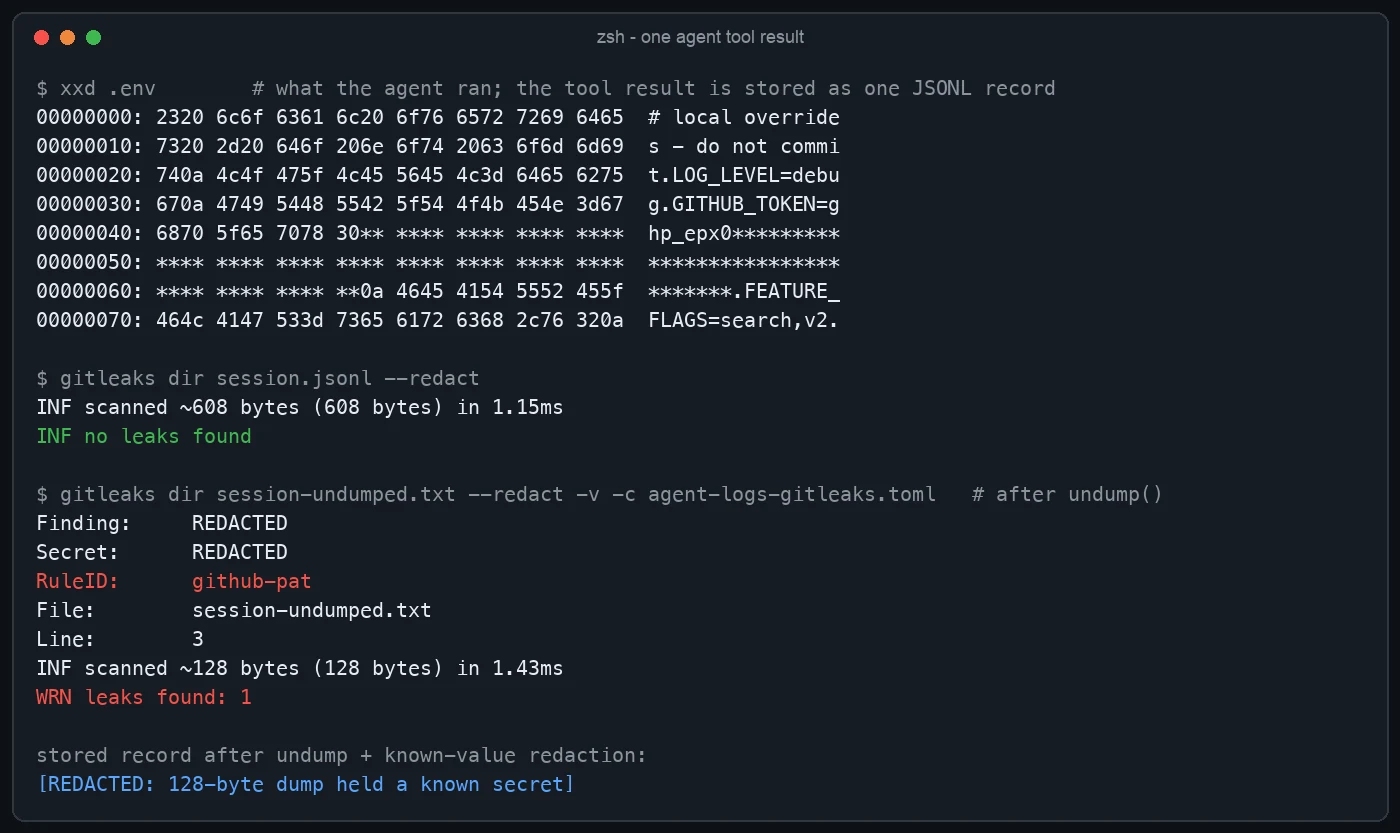 zsh - one agent tool result
$ xxd .env        # what the agent ran; the tool result is stored as one JSONL record
00000000: 2320 6c6f 6361 6c20 6f76 6572 7269 6465  # local override
00000010: 7320 2d20 646f 206e 6f74 2063 6f6d 6d69  s - do not commi
00000020: 740a 4c4f 475f 4c45 5645 4c3d 6465 6275  t.LOG_LEVEL=debu
00000030: 670a 4749 5448 5542 5f54 4f4b 454e 3d67  g.GITHUB_TOKEN=g
00000040: 6870 5f65 7078 30** **** **** **** ****  hp_epx0*********
00000050: **** **** **** **** **** **** **** ****  ****************
00000060: **** **** **** **0a 4645 4154 5552 455f  *******.FEATURE_
00000070: 464c 4147 533d 7365 6172 6368 2c76 320a  FLAGS=search,v2.
$ gitleaks dir session.jsonl --redact
INF scanned ~608 bytes (608 bytes) in 1.15ms
INF no leaks found
$ gitleaks dir session-undumped.txt --redact -v -c agent-logs-gitleaks.toml   # after undump()
Finding:     REDACTED
Secret:      REDACTED
RuleID:      github-pat
File:        session-undumped.txt
Line:        3
INF scanned ~128 bytes (128 bytes) in 1.43ms
WRN leaks found: 1
stored record after undump + known-value redaction:
[REDACTED: 128-byte dump held a known secret]